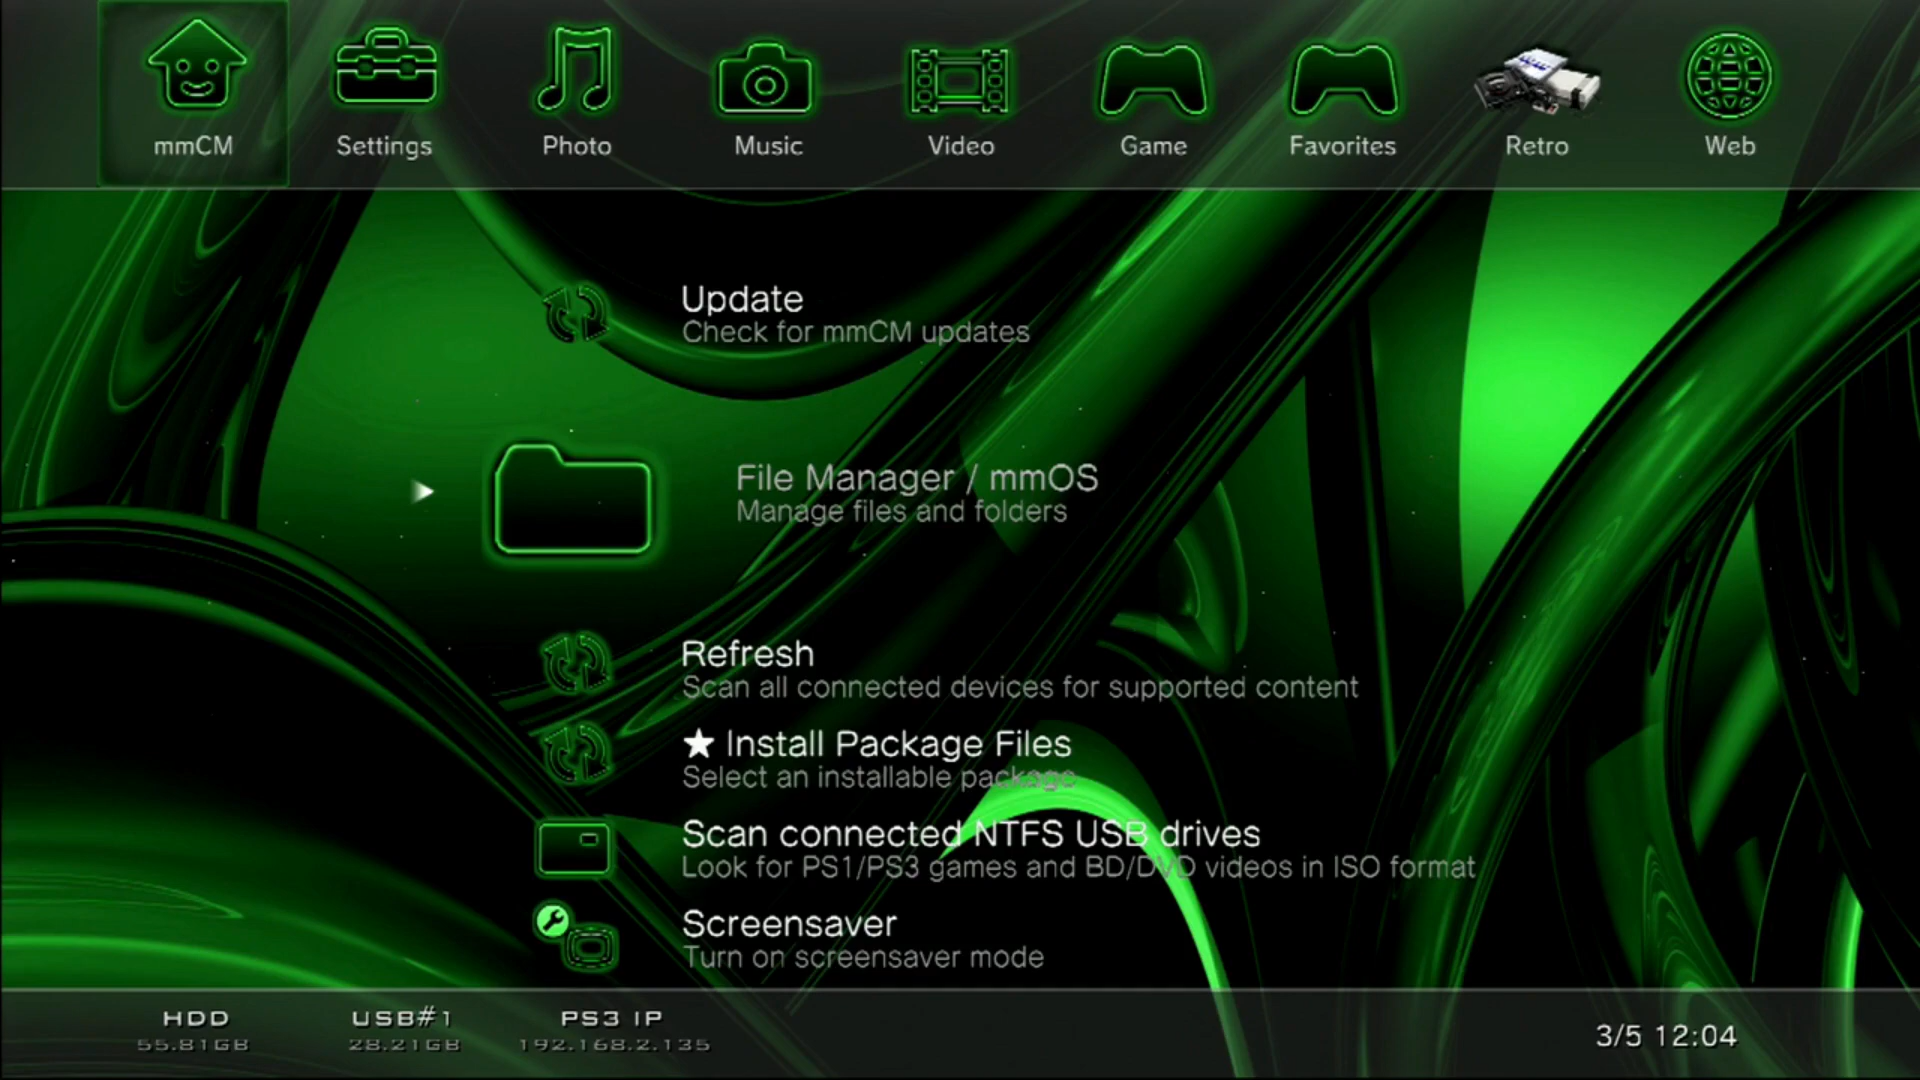 mmCM
Settings
Photo
Music
Video
Game
Favorites
Retro
Web
Update
Check for mmCM updates
File Manager / mmOS
Manage files and folders
Refresh
Scan all connected devices for supported content
★ Install Package Files
Select an installable package
Scan connected NTFS USB drives
Look for PS1/PS3 games and BD/DVD videos in ISO format
Screensaver
Turn on screensaver mode
HDD
55.81GB
USB#1
28.21GB
PS3 IP
192.168.2.135
3/5 12:04